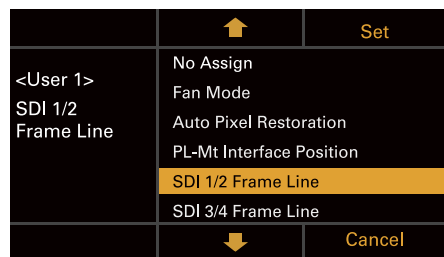 Set
<User 1>
SDI 1/2
Frame Line
No Assign
Fan Mode
Auto Pixel Restoration
PL-Mt Interface Position
SDI 1/2 Frame Line
SDI 3/4 Frame Line
Cancel